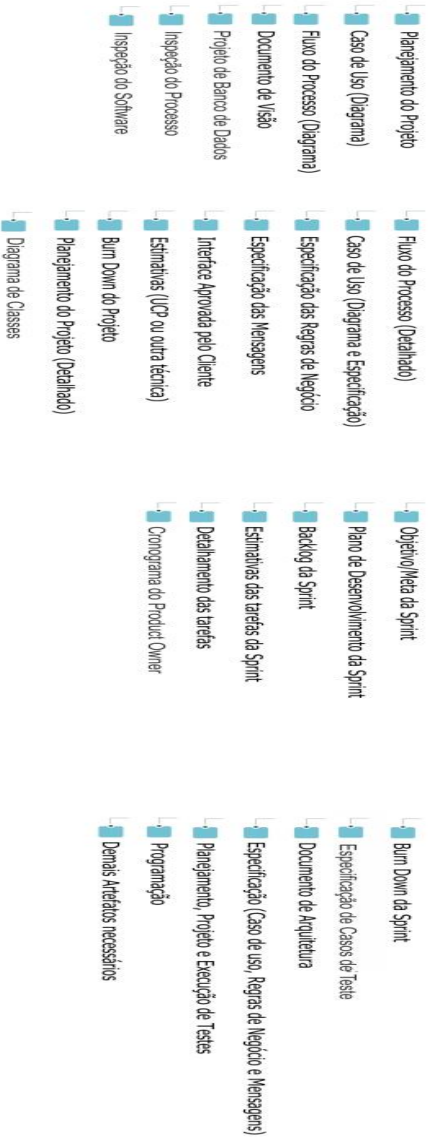 Planejamento do Projeto
Caso de Uso (Diagrama)
Fluxo do Processo (Diagrama)
Documento de Visão
Projeto de Banco de Dados
Inspeção do Processo
Inspeção do Software
Fluxo do Processo (Detalhado)
Caso de Uso (Diagrama e Especificação)
Especificação das Regras de Negócio
Especificação das Mensagens
Interface Aprovada pelo Cliente
Estimativas (UCP ou outra técnica)
Burn Down do Projeto
Planejamento do Projeto (Detalhado)
Diagrama de Classes
Objetivo/Meta da Sprint
Plano de Desenvolvimento da Sprint
Backlog da Sprint
Estimativas das tarefas da Sprint
Detalhamento das tarefas
Cronograma do Product Owner
Burn Down da Sprint
Especificação de Casos de Teste
Documento de Arquitetura
Especificação (Caso de uso, Regras de Negócio e Mensagens)
Planejamento, Projeto e Execução de Testes
Programação
Demais Artefatos necessários